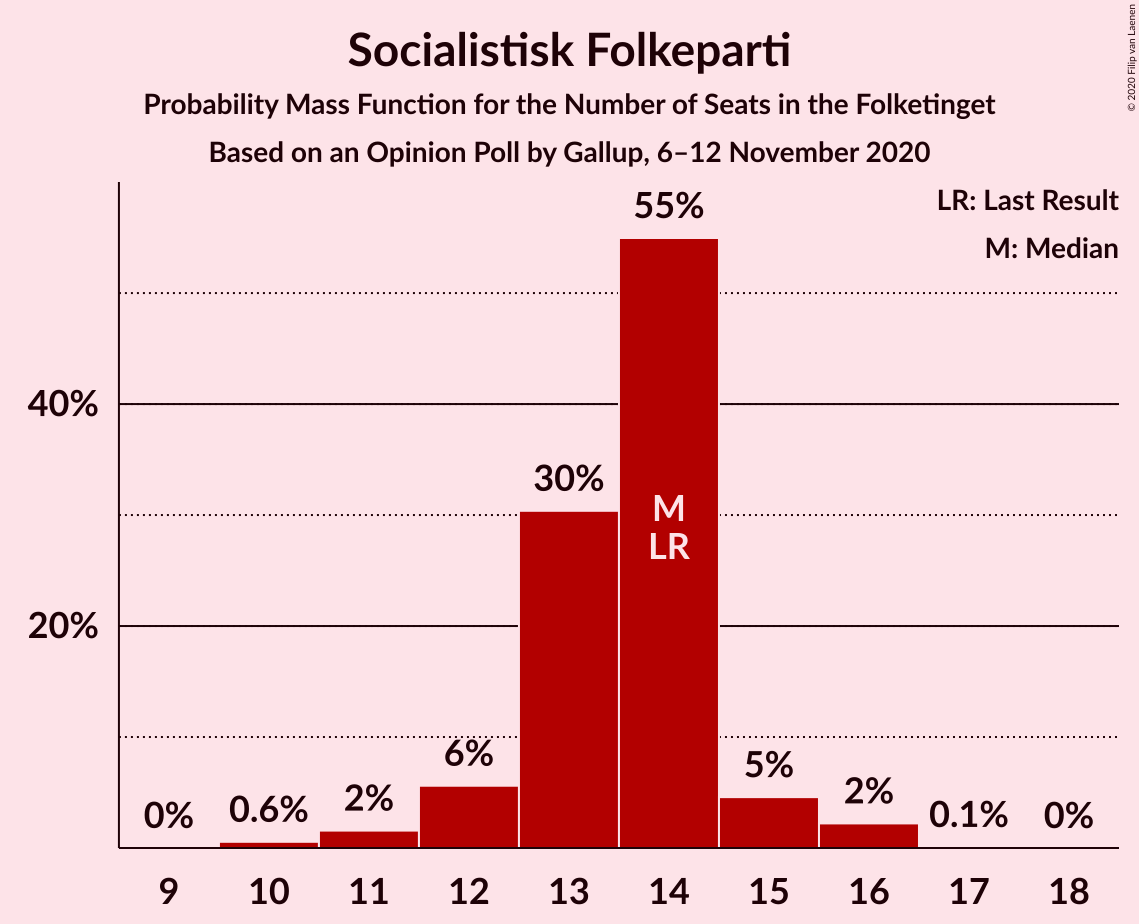 Socialistisk Folkeparti
Probability Mass Function for the Number of Seats in the Folketinget
Based on an Opinion Poll by Gallup, 6–12 November 2020
© 2020 Filip van Laenen
LR: Last Result
M: Median
55%
40%
30%
M
LR
20%
6%
5%
2%
2%
0.6%
0%
0.1%
0%
9
10
11
12
13
14
15
16
17
18